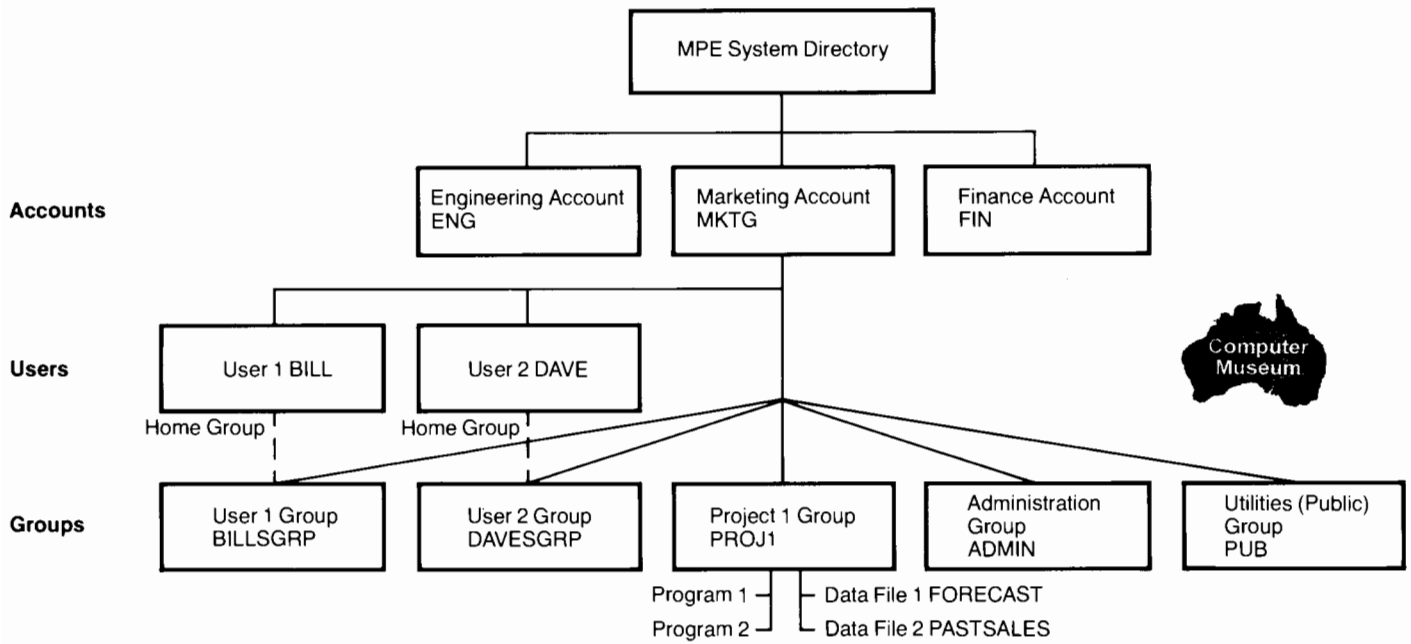 MPE System Directory
Accounts
Engineering Account
ENG
Marketing Account
MKTG
Finance Account
FIN
Users
User 1 BILL
User 2 DAVE
Computer
Museum
Home Group
Home Group
Groups
User 1 Group
BILLSGRP
User 2 Group
DAVESGRP
Project 1 Group
PROJ1
Administration
Group
ADMIN
Utilities (Public)
Group
PUB
Program 1
Data File 1 FORECAST
Program 2
Data File 2 PASTSALES